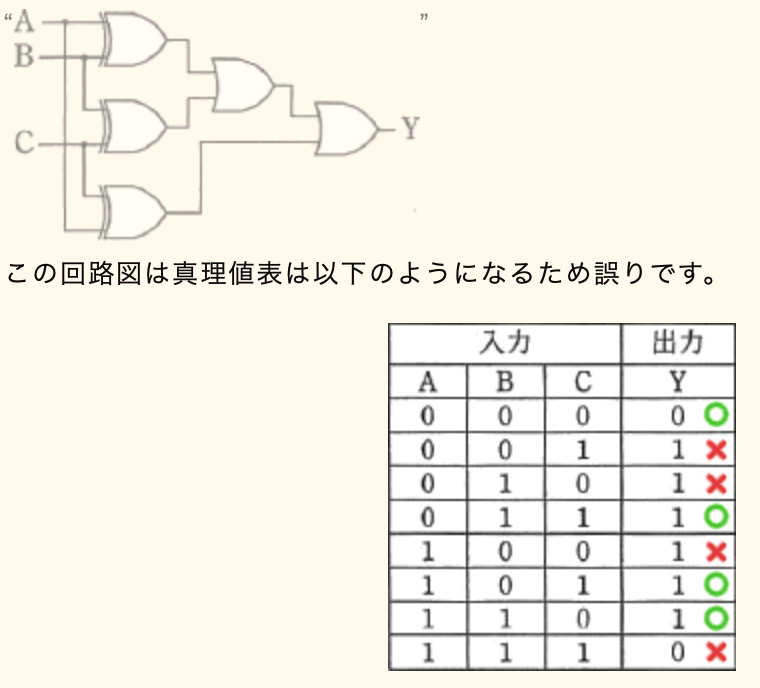 “A ”
B
C
Y
この回路図は真理値表は以下のようになるため誤りです。
入力 出力
A B C Y
0 0 0 0
0 0 1 1
0 1 0 1
0 1 1 1
1 0 0 1
1 0 1 1
1 1 0 1
1 1 1 0